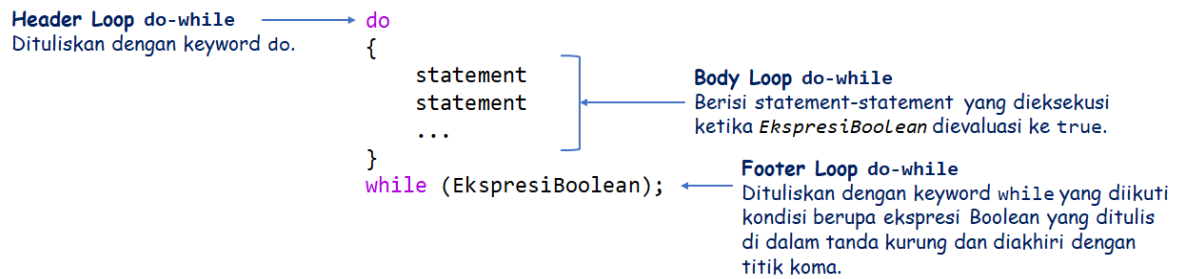 Header Loop do-while
Dituliskan dengan keyword do.
do
{
statement
statement
...
}
while (EkspresiBoolean);
Body Loop do-while
Berisi statement-statement yang dieksekusi
ketika EkspresiBoolean dievaluasi ke true.
Footer Loop do-while
Dituliskan dengan keyword while yang diikuti
kondisi berupa ekspresi Boolean yang ditulis
di dalam tanda kurung dan diakhiri dengan
titik koma.